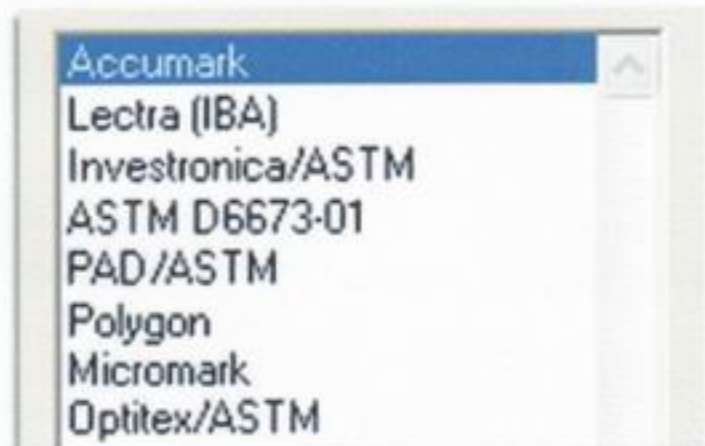 Accumark
Lectra (IBA)
Investronica/ASTM
ASTM D6673-01
PAD/ASTM
Polygon
Micromark
Optitex/ASTM